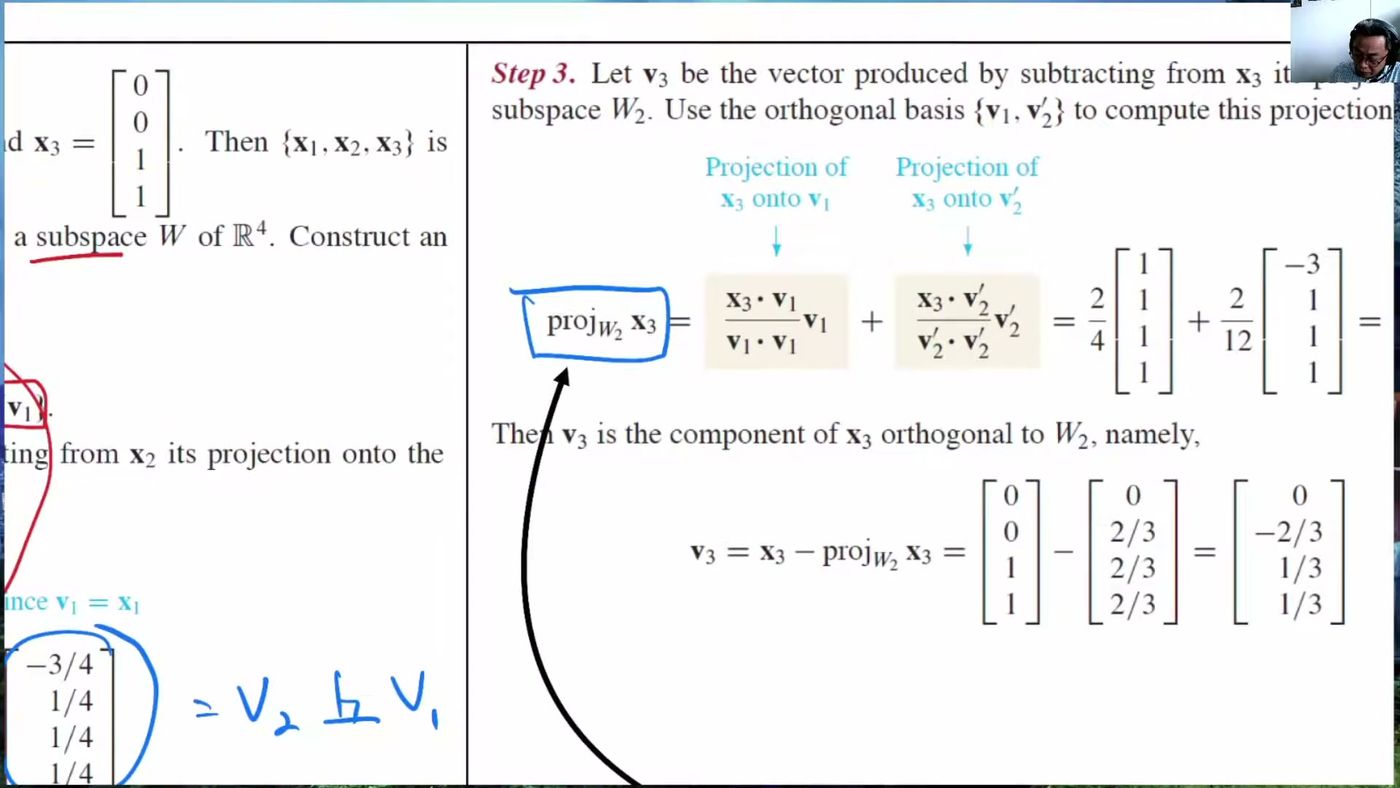 d x₃ = [0 0 1 1]. Then {x₁, x₂, x₃} is
a subspace W of ℝ⁴. Construct an
v₁}.
ting from x₂ its projection onto the
ince v₁ = x₁
[−3/4 1/4 1/4 1/4] = V₂ ⊥ V₁
Step 3. Let v₃ be the vector produced by subtracting from x₃
subspace W₂. Use the orthogonal basis {v₁, v′₂} to compute this projection
Projection of x₃ onto v₁
Projection of x₃ onto v′₂
proj_W₂ x₃ = (x₃ · v₁)/(v₁ · v₁) v₁ + (x₃ · v′₂)/(v′₂ · v′₂) v′₂ = 2/4 [1 1 1 1] + 2/12 [−3 1 1 1] =
Then v₃ is the component of x₃ orthogonal to W₂, namely,
v₃ = x₃ − proj_W₂ x₃ = [0 0 1 1] − [0 2/3 2/3 2/3] = [0 −2/3 1/3 1/3]